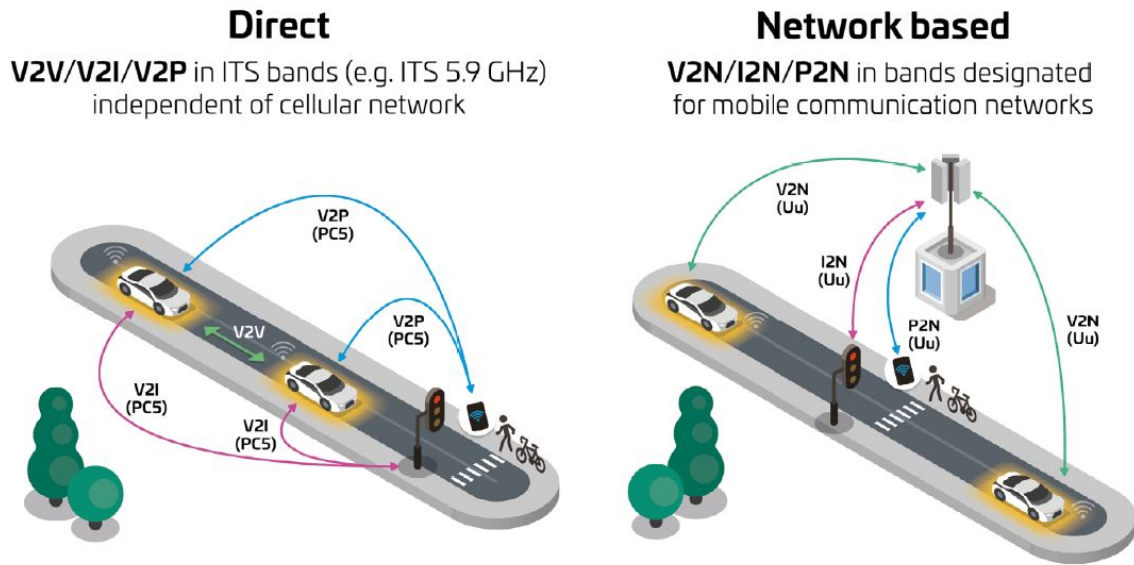 Direct
V2V/V2I/V2P in ITS bands (e.g. ITS 5.9 GHz)
independent of cellular network
V2P
(PC5)
V2P
(PC5)
V2V
V2I
(PC5)
V2I
(PC5)
Network based
V2N/I2N/P2N in bands designated
for mobile communication networks
V2N
(Uu)
I2N
(Uu)
P2N
(Uu)
V2N
(Uu)